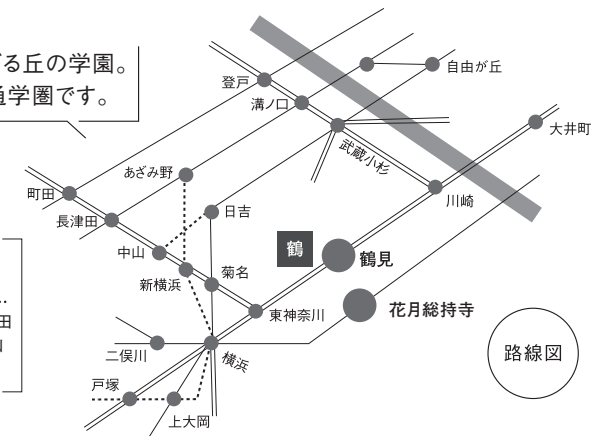 る丘の学園。
通学圏です。
登戸
自由が丘
溝ノ口
大井町
武蔵小杉
あざみ野
川崎
町田
日吉
長津田
中山
鶴
鶴見
新横浜
菊名
花月総持寺
東神奈川
...
田
路線図
二俣川
横浜
戸塚
上大岡